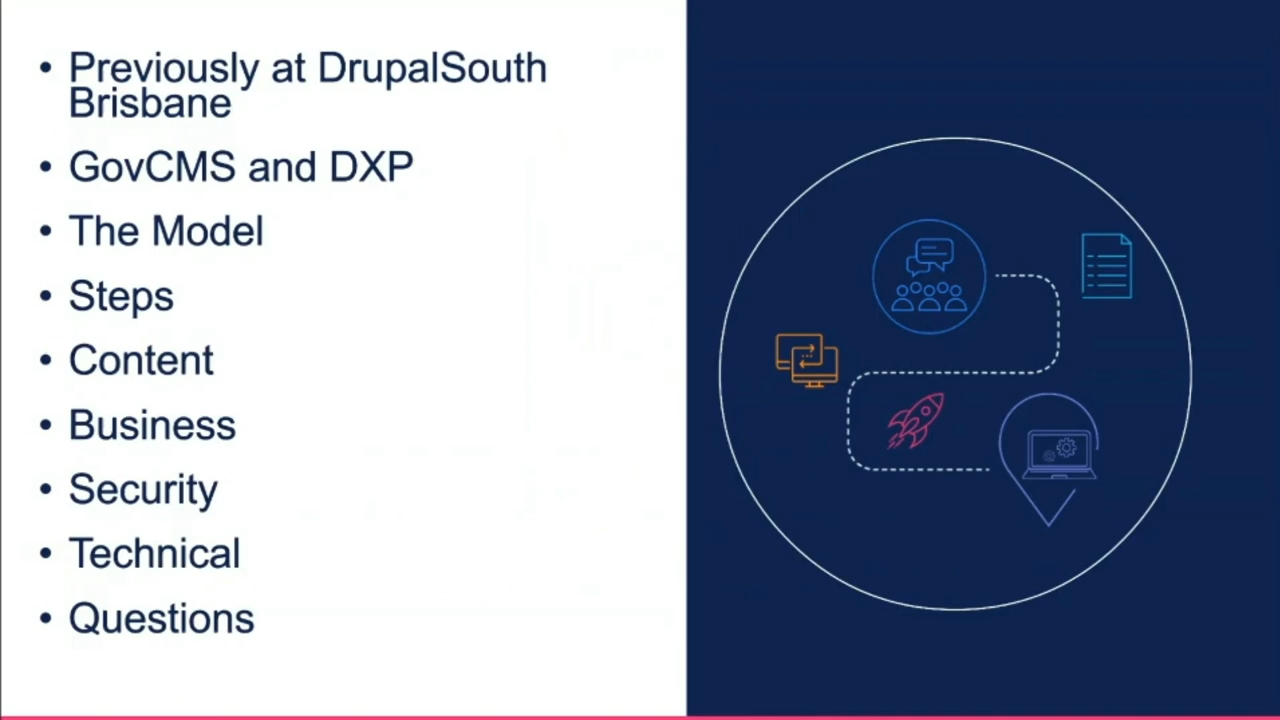 • Previously at DrupalSouth
Brisbane
• GovCMS and DXP
• The Model
• Steps
• Content
• Business
• Security
• Technical
• Questions